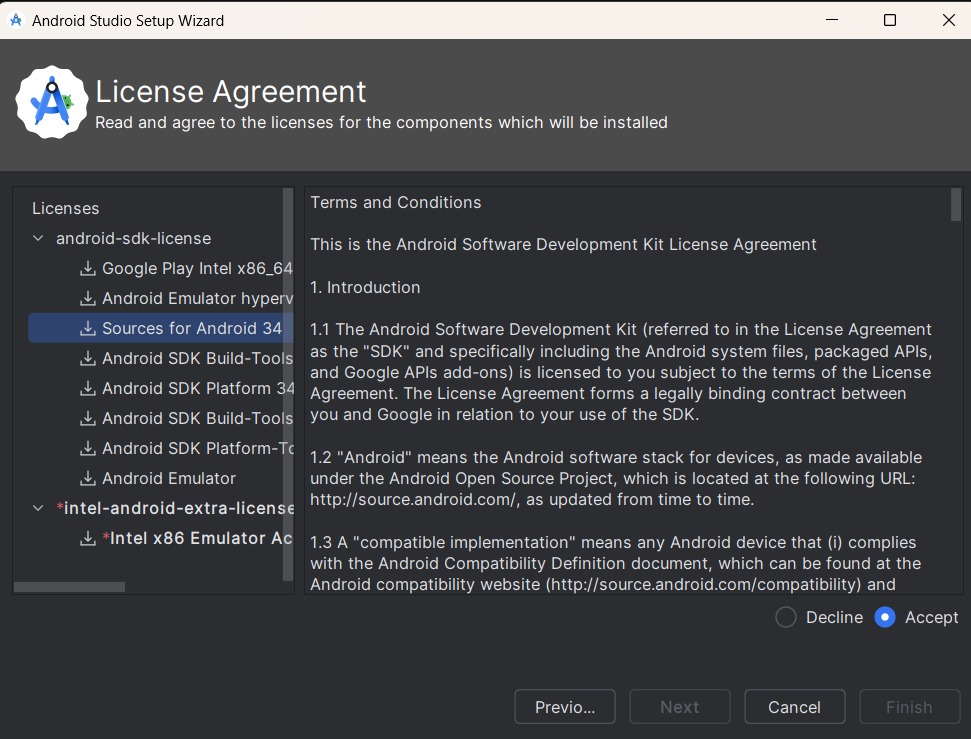 Android Studio Setup Wizard
License Agreement
Read and agree to the licenses for the components which will be installed
Licenses
android-sdk-license
Google Play Intel x86_64
Android Emulator hyperv
Sources for Android 34
Android SDK Build-Tools
Android SDK Platform 34
Android SDK Build-Tools
Android SDK Platform-To
Android Emulator
*intel-android-extra-license
*Intel x86 Emulator Ac
Terms and Conditions
This is the Android Software Development Kit License Agreement
1. Introduction
1.1 The Android Software Development Kit (referred to in the License Agreement
as the "SDK" and specifically including the Android system files, packaged APIs,
and Google APIs add-ons) is licensed to you subject to the terms of the License
Agreement. The License Agreement forms a legally binding contract between
you and Google in relation to your use of the SDK.
1.2 "Android" means the Android software stack for devices, as made available
under the Android Open Source Project, which is located at the following URL:
http://source.android.com/, as updated from time to time.
1.3 A "compatible implementation" means any Android device that (i) complies
with the Android Compatibility Definition document, which can be found at the
Android compatibility website (http://source.android.com/compatibility) and
Decline
Accept
Previo...
Next
Cancel
Finish